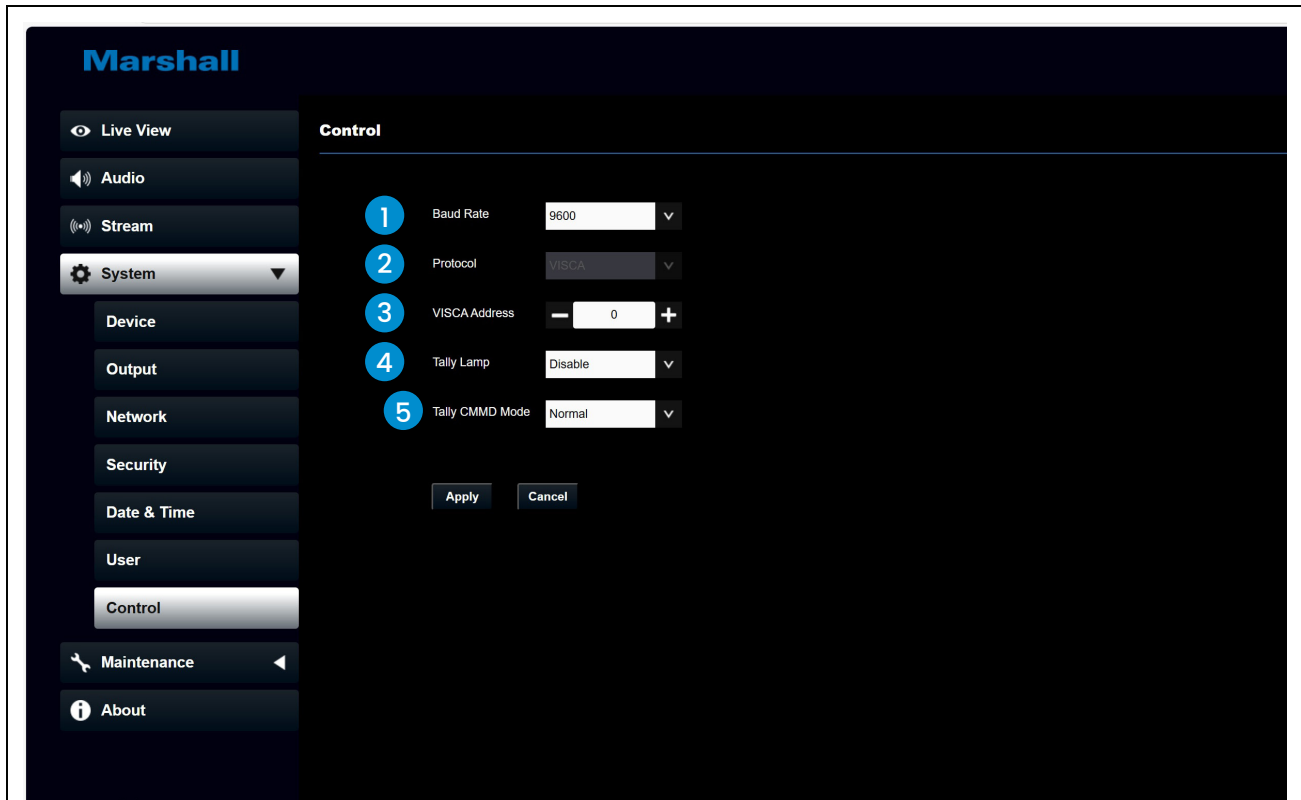 Marshall
Live View
Audio
Stream
System
Device
Output
Network
Security
Date & Time
User
Control
Maintenance
About
Control
1 Baud Rate 9600
2 Protocol VISCA
3 VISCA Address 0
4 Tally Lamp Disable
5 Tally CMMD Mode Normal
Apply Cancel